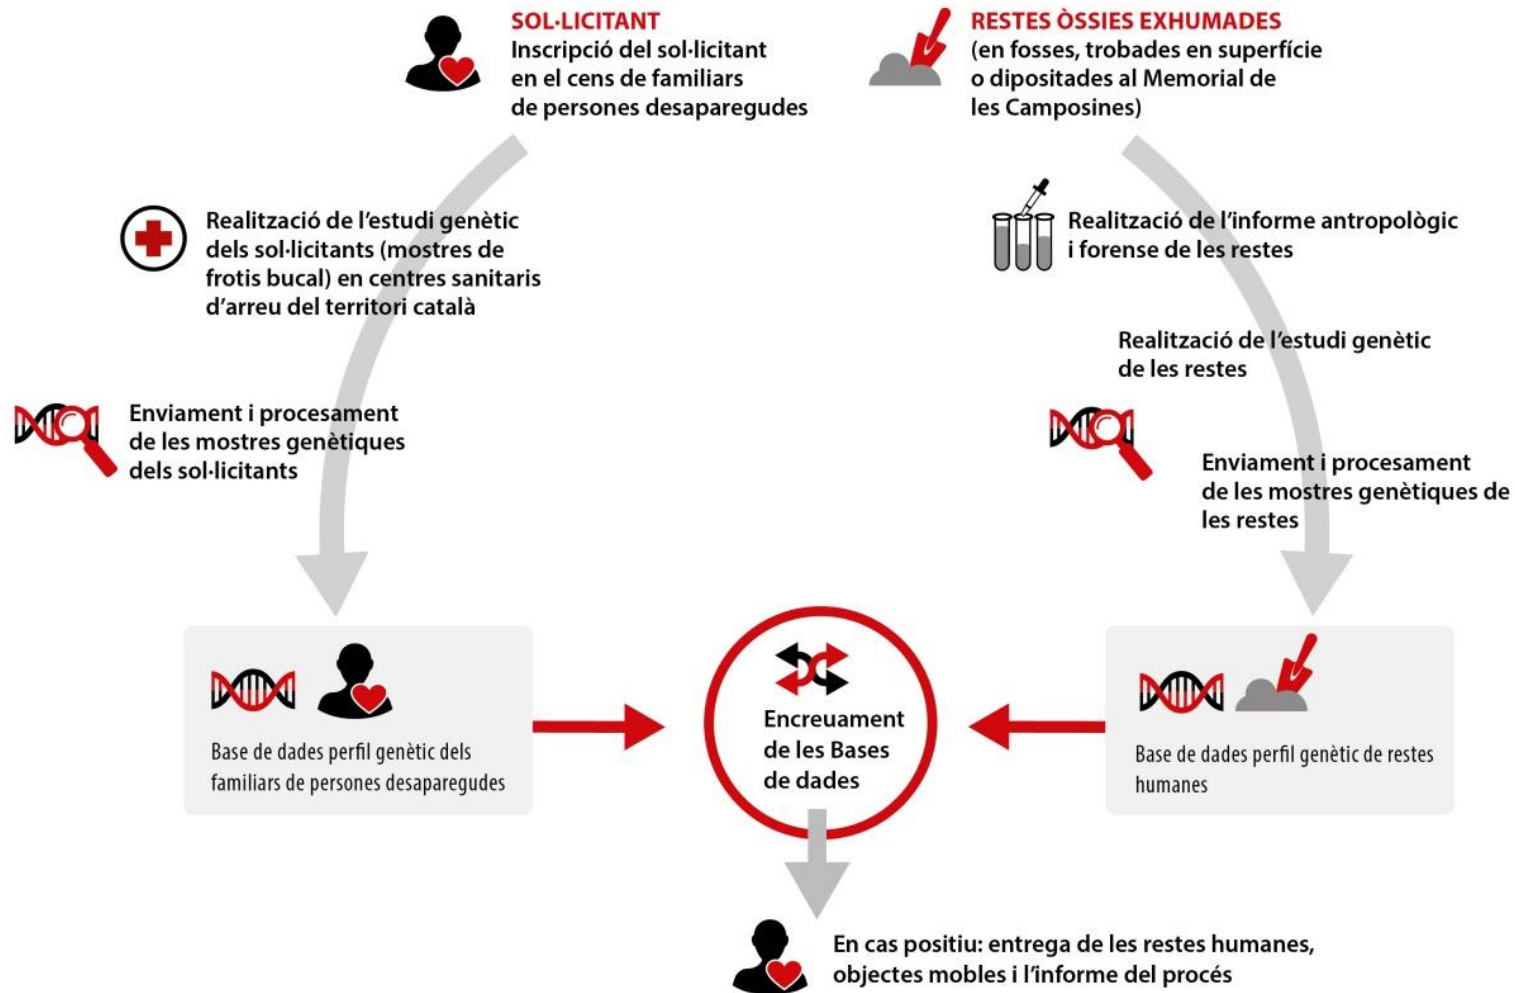 SOL·LICITANT
Inscripció del sol·licitant
en el cens de familiars
de persones desaparegudes
RESTES ÒSSIES EXHUMADES
(en fosses, trobades en superfície
o dipositades al Memorial de
les Camposines)
Realització de l'estudi genètic
dels sol·licitants (mostres de
frotis bucal) en centres sanitaris
d'arreu del territori català
Realització de l'informe antropològic
i forense de les restes
Realització de l'estudi genètic
de les restes
Enviament i procesament
de les mostres genètiques
dels sol·licitants
Enviament i procesament
de les mostres genètiques de
les restes
Base de dades perfil genètic dels
familiars de persones desaparegudes
Encreuament
de les Bases
de dades
Base de dades perfil genètic de restes
humanes
En cas positiu: entrega de les restes humanes,
objectes mobles i l'informe del procés